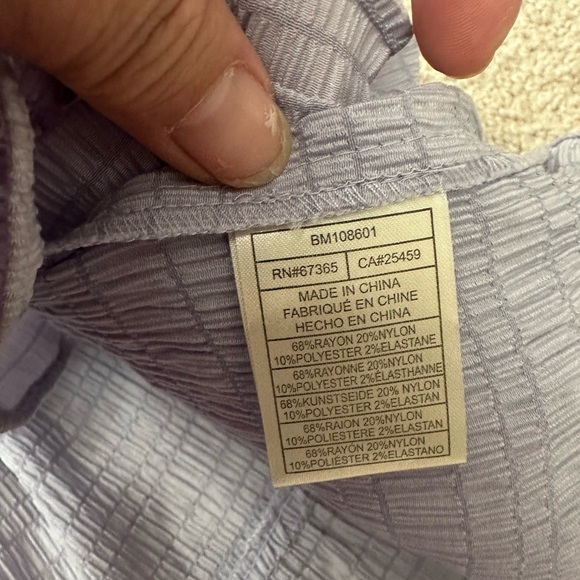 BM108601
RN#67365 CA#25459
MADE IN CHINA
FABRIQUÉ EN CHINE
HECHO EN CHINA
68%RAYON 20%NYLON
10%POLYESTER 2%ELASTANE
68%RAYONNE 20%NYLON
10%POLYESTER 2%ÉLASTHANNE
68%KUNSTSEIDE 20% NYLON
10%POLYESTER 2%ELASTAN
68%RAION 20%NYLON
10%POLIESTERE 2%ELASTAN
68%RAYÓN 20%NYLON
10%POLIÉSTER 2%ELASTANO